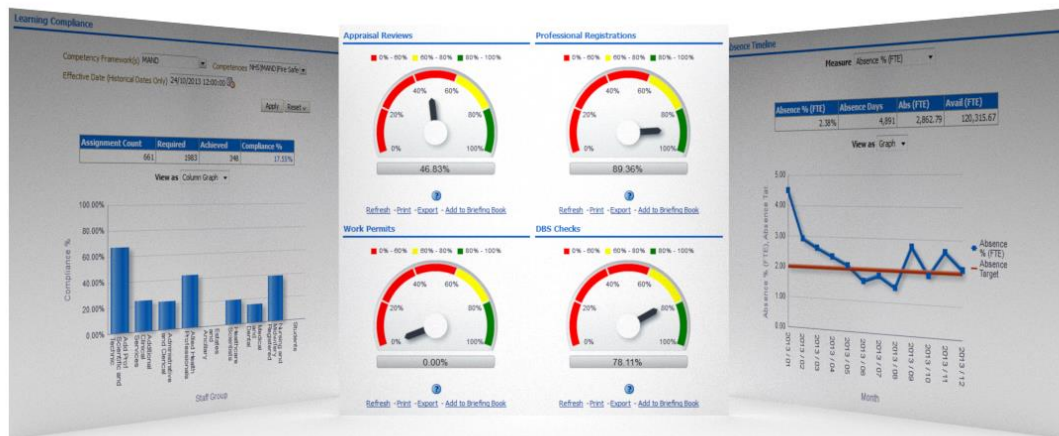 Learning Compliance
Competency Framework(s) MAND
Competences NHS|MAND|Fire Safe
Effective Date (Historical Dates Only) 24/10/2013 12:00:00
Apply Reset
Assignment Count Required Achieved Compliance %
661 1983 348 17.55%
View as Column Graph
Compliance %
100.00%
80.00%
60.00%
40.00%
20.00%
0.00%
Add Prof Scientific and Technic
Additional Clinical Services
Administrative and Clerical
Allied Health Professionals
Estates and Ancillary
Healthcare Scientists
Medical and Dental
Nursing and Midwifery Registered
Students
Staff Group
Appraisal Reviews
0% - 60% 60% - 80% 80% - 100%
40% 60%
20% 80%
0% 100%
46.83%
Refresh - Print - Export - Add to Briefing Book
Professional Registrations
0% - 60% 60% - 80% 80% - 100%
40% 60%
20% 80%
0% 100%
89.36%
Refresh - Print - Export - Add to Briefing Book
Work Permits
0% - 60% 60% - 80% 80% - 100%
40% 60%
20% 80%
0% 100%
0.00%
Refresh - Print - Export - Add to Briefing Book
DBS Checks
0% - 60% 60% - 80% 80% - 100%
40% 60%
20% 80%
0% 100%
78.11%
Refresh - Print - Export - Add to Briefing Book
Absence Timeline
Measure Absence % (FTE)
Absence % (FTE) Absence Days Abs (FTE) Avail (FTE)
2.38% 4,891 2,862.79 120,315.67
View as Graph
Absence % (FTE), Absence Tar
5.00
4.00
3.00
2.00
1.00
Absence % (FTE)
Absence Target
2013 / 01
2013 / 02
2013 / 03
2013 / 04
2013 / 05
2013 / 06
2013 / 07
2013 / 08
2013 / 09
2013 / 10
2013 / 11
2013 / 12
Month